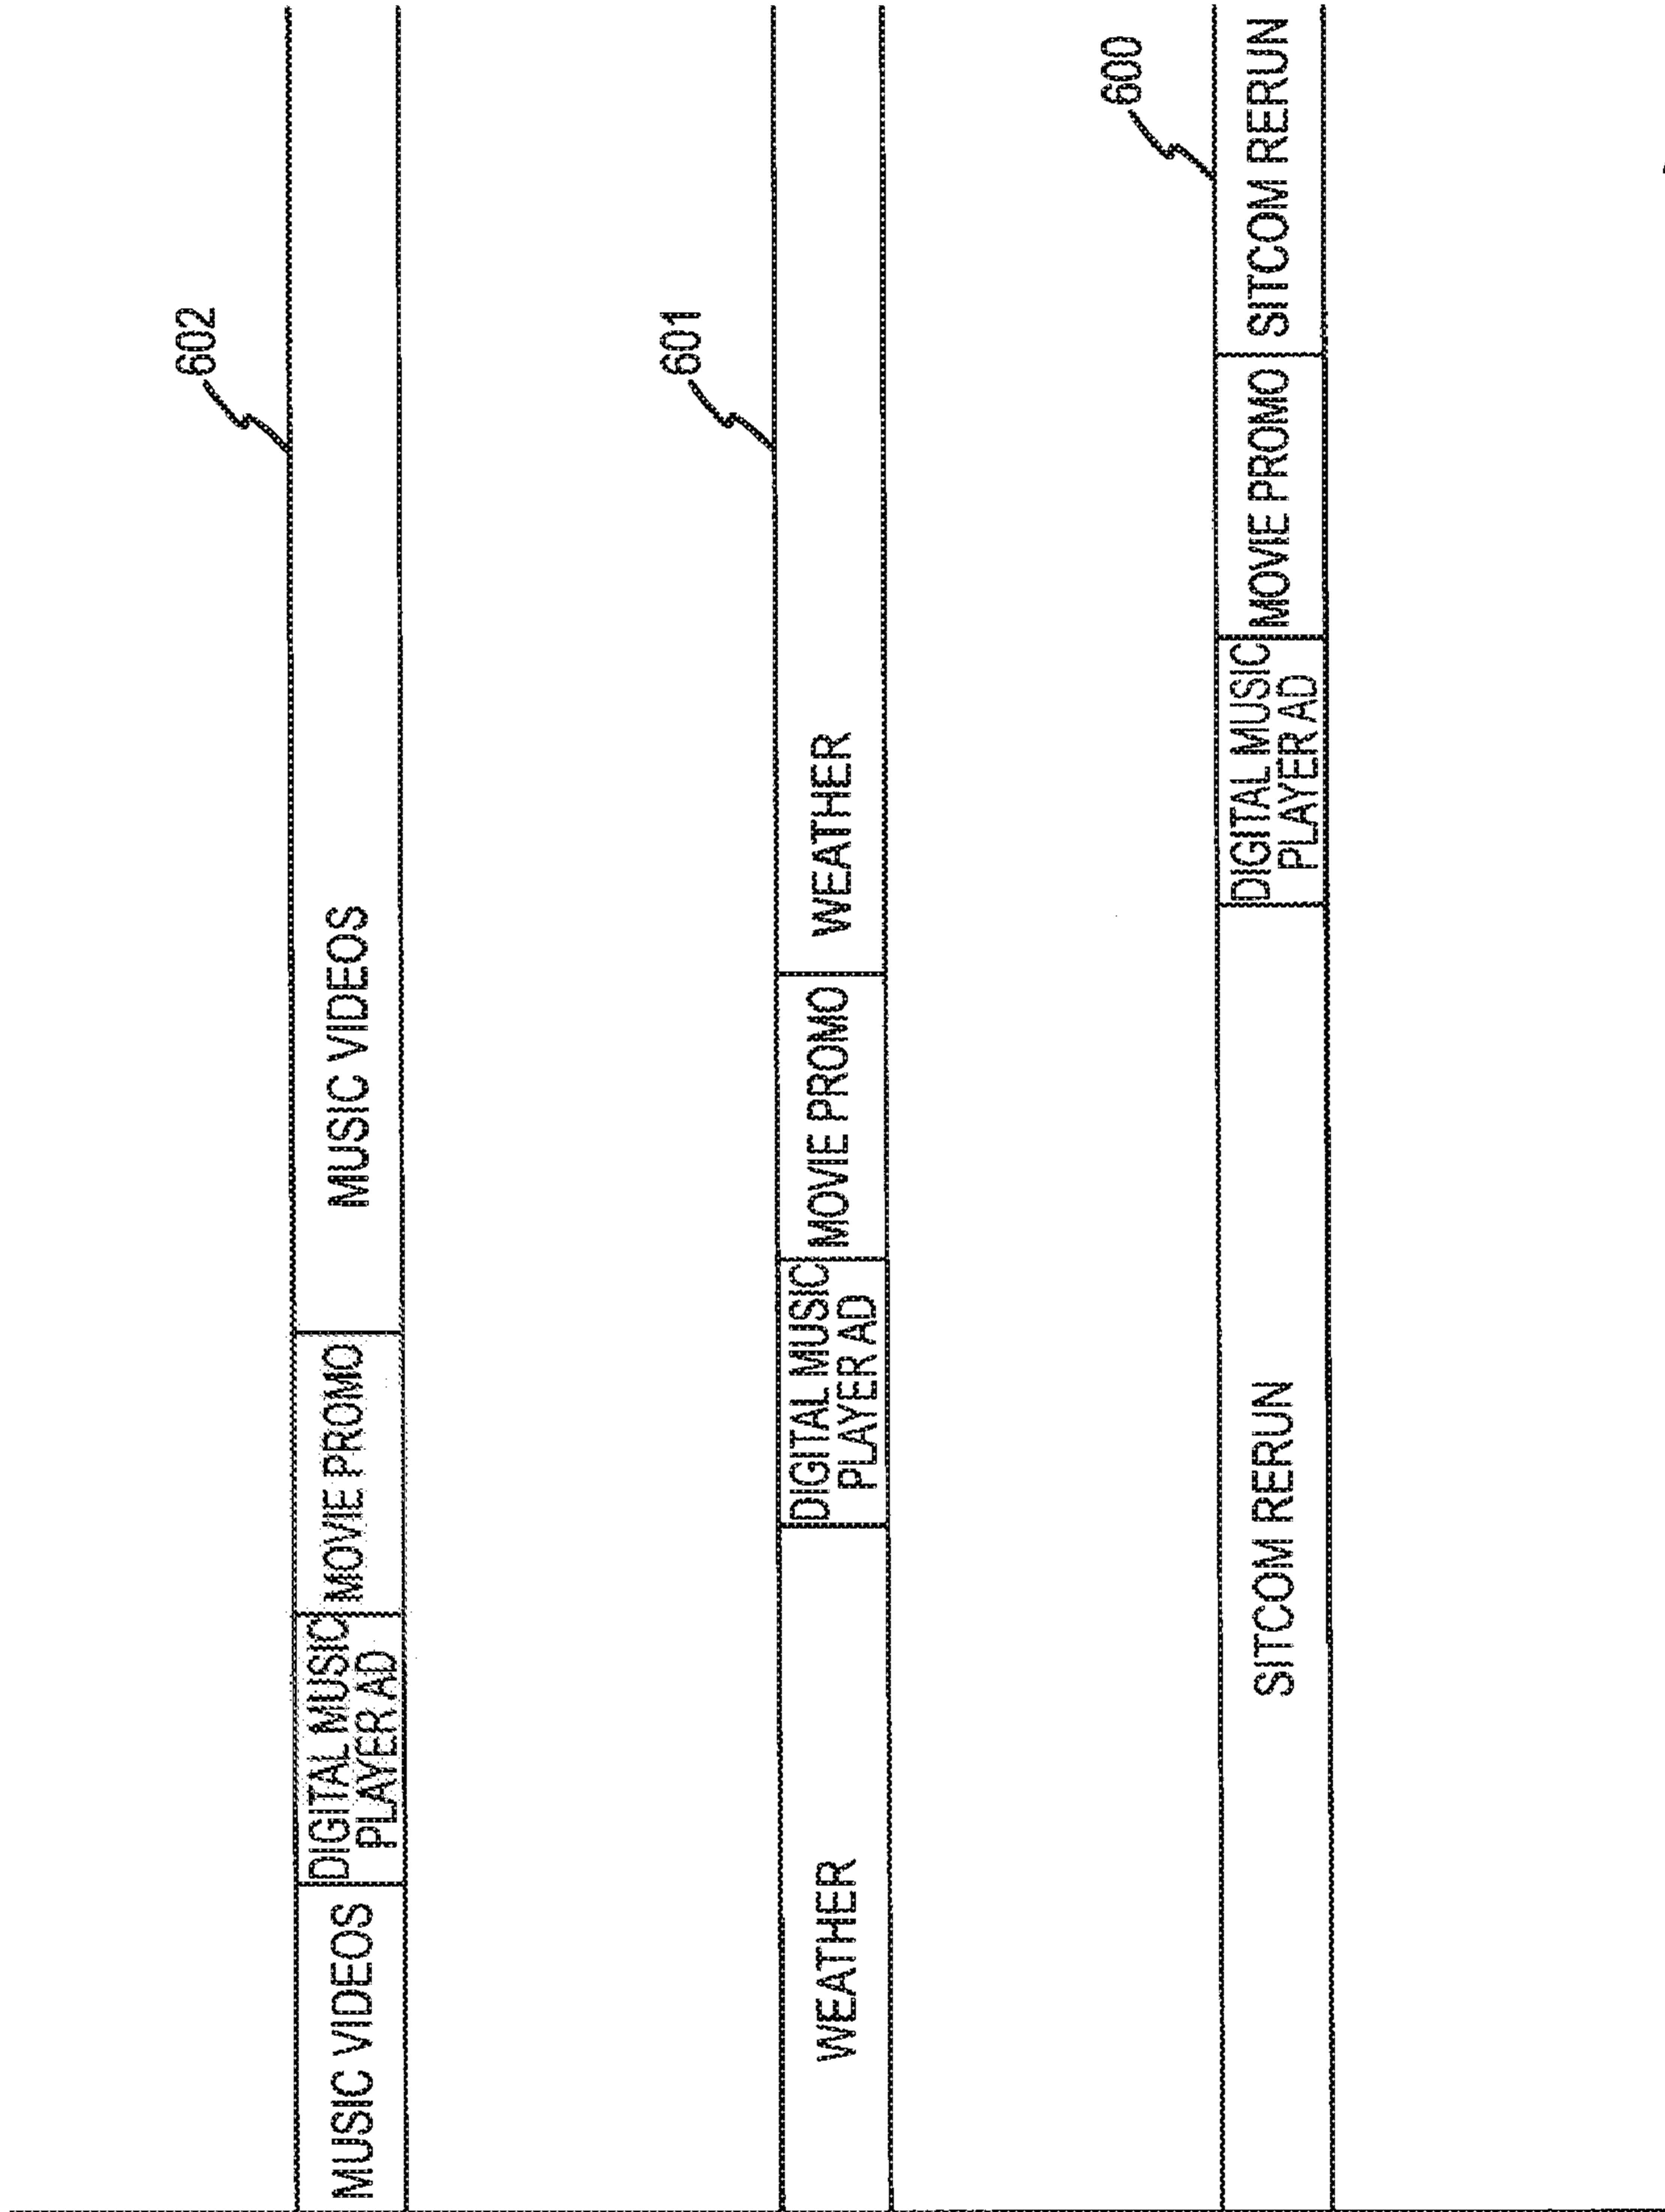 602
MUSIC VIDEOS
DIGITAL MUSIC
PLAYER AD
MOVIE PROMO
MUSIC VIDEOS
601
WEATHER
DIGITAL MUSIC
PLAYER AD
MOVIE PROMO
WEATHER
600
SITCOM RERUN
DIGITAL MUSIC
PLAYER AD
MOVIE PROMO
SITCOM RERUN